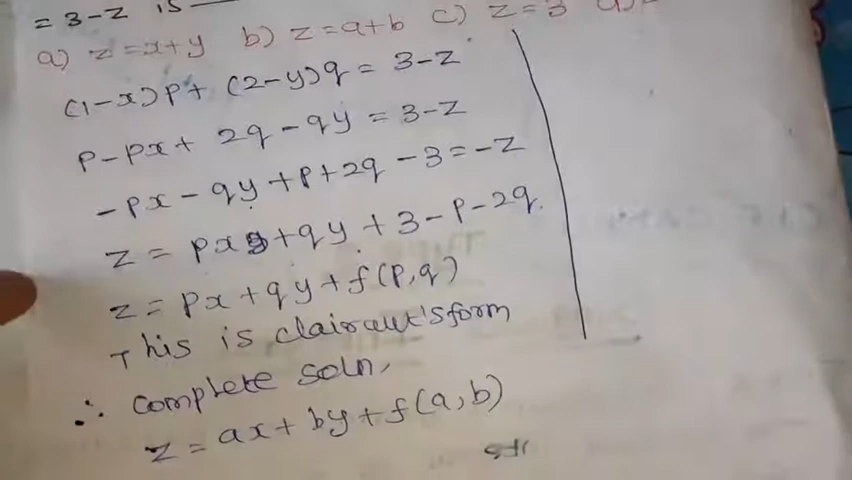 = 3-z is
a) z=x+y b) z=a+b c) z=3
(1-x)p+ (2-y)q= 3-z
p-px+ 2q-qy=3-z
-px-qy+p+2q-3=-z
z=px+qy+3-p-2q.
z=px+qy+f(p,q)
This is clairaut's form
∴ complete soln,
z=ax+by+f(a,b)